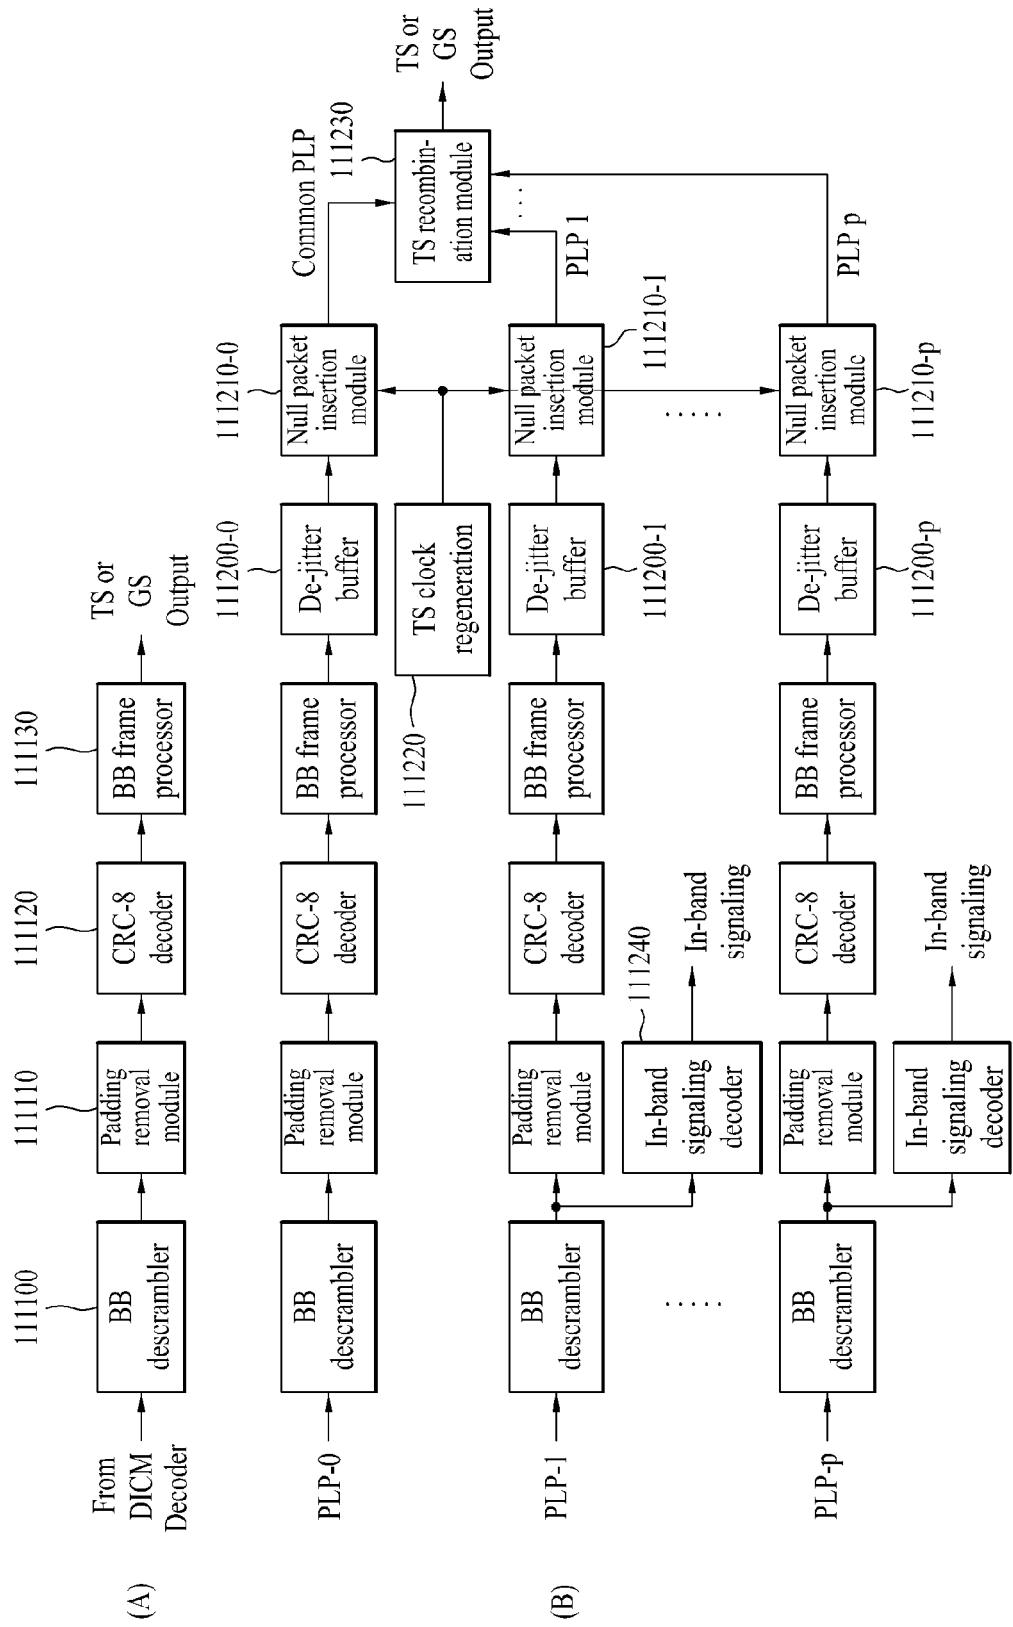 (A)
From
DICM
Decoder
111100
BB
descrambler
111110
Padding
removal
module
111120
CRC-8
decoder
111130
BB frame
processor
TS or
GS
Output
(B)
PLP-0
BB
descrambler
Padding
removal
module
CRC-8
decoder
BB frame
processor
111200-0
De-jitter
buffer
111210-0
Null packet
insertion
module
Common PLP
111220
TS clock
regeneration
111230
TS recombin-
ation module
TS or
GS
Output
PLP-1
BB
descrambler
Padding
removal
module
CRC-8
decoder
BB frame
processor
De-jitter
buffer
111200-1
Null packet
insertion
module
111210-1
PLP 1
. . . .
111240
In-band
signaling
decoder
In-band
signaling
. . . . .
. . . . .
PLP-p
BB
descrambler
Padding
removal
module
CRC-8
decoder
BB frame
processor
De-jitter
buffer
111200-p
Null packet
insertion
module
111210-p
PLP p
In-band
signaling
decoder
In-band
signaling